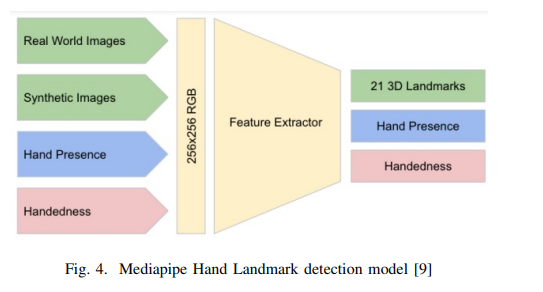 Real World Images
Synthetic Images
Hand Presence
Handedness
256x256 RGB
Feature Extractor
21 3D Landmarks
Hand Presence
Handedness
Fig. 4. Mediapipe Hand Landmark detection model [9]